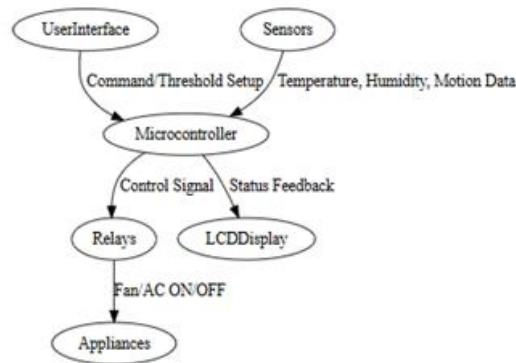 UserInterface
Sensors
Command/Threshold Setup
Temperature, Humidity, Motion Data
Microcontroller
Control Signal
Status Feedback
Relays
LCDDisplay
Fan/AC ON/OFF
Appliances